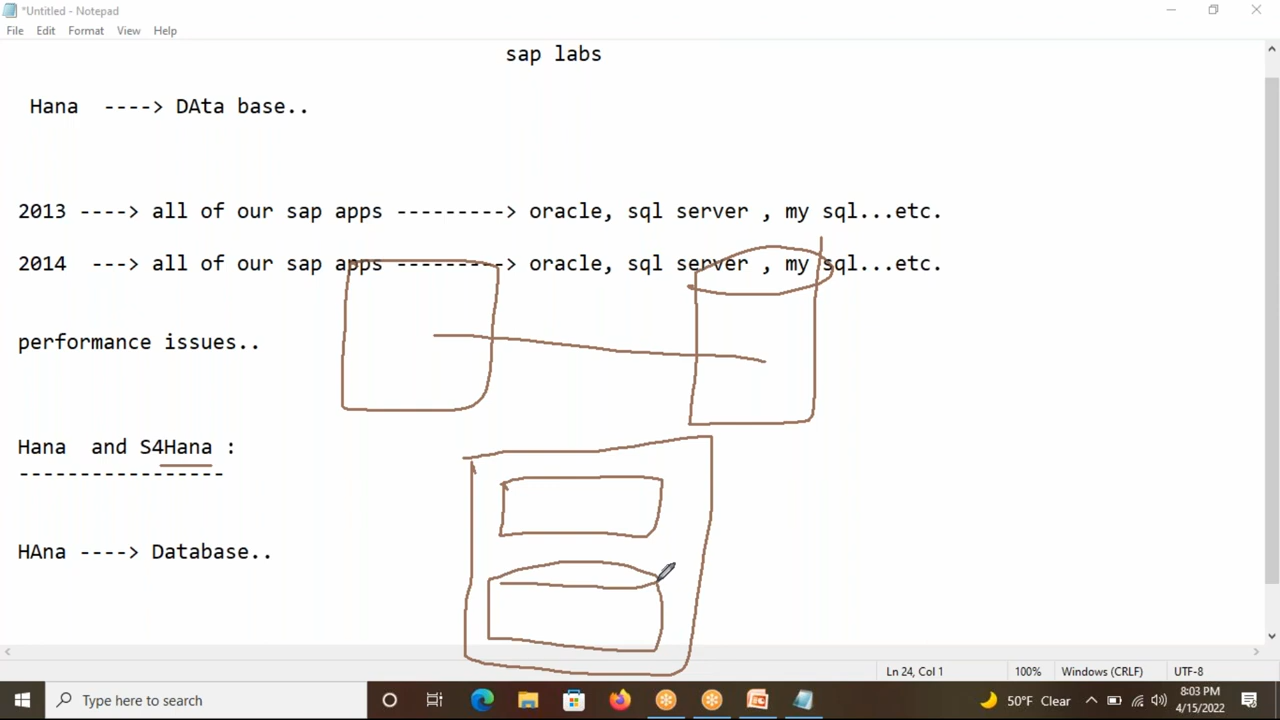 *Untitled - Notepad
File Edit Format View Help
sap labs
Hana ----> DAta base..
2013 ----> all of our sap apps ---------> oracle, sql server , my sql...etc.
2014 ---> all of our sap apps ---------> oracle, sql server , my sql...etc.
performance issues..
Hana and S4Hana :
-----------------
HAna ----> Database..
Ln 24, Col 1 100% Windows (CRLF) UTF-8
Type here to search
50°F Clear
8:03 PM
4/15/2022